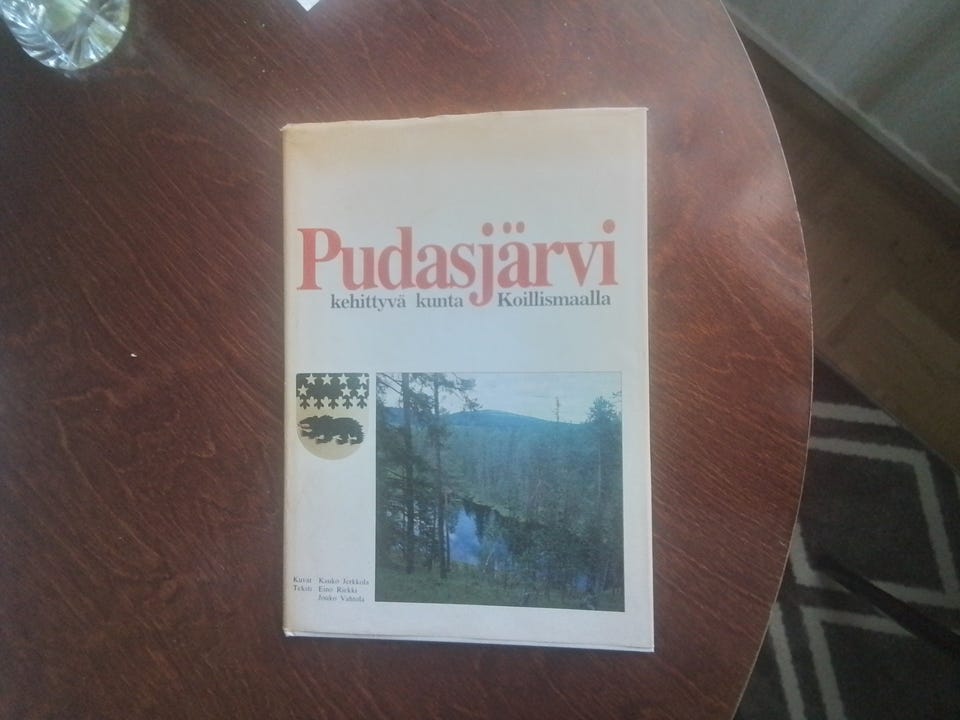 Pudasjärvi
kehittyvä kunta Koillismaalla
Kuvat Kauko Jerkkola
Teksti Eino Riekki
Jouko Vahtola